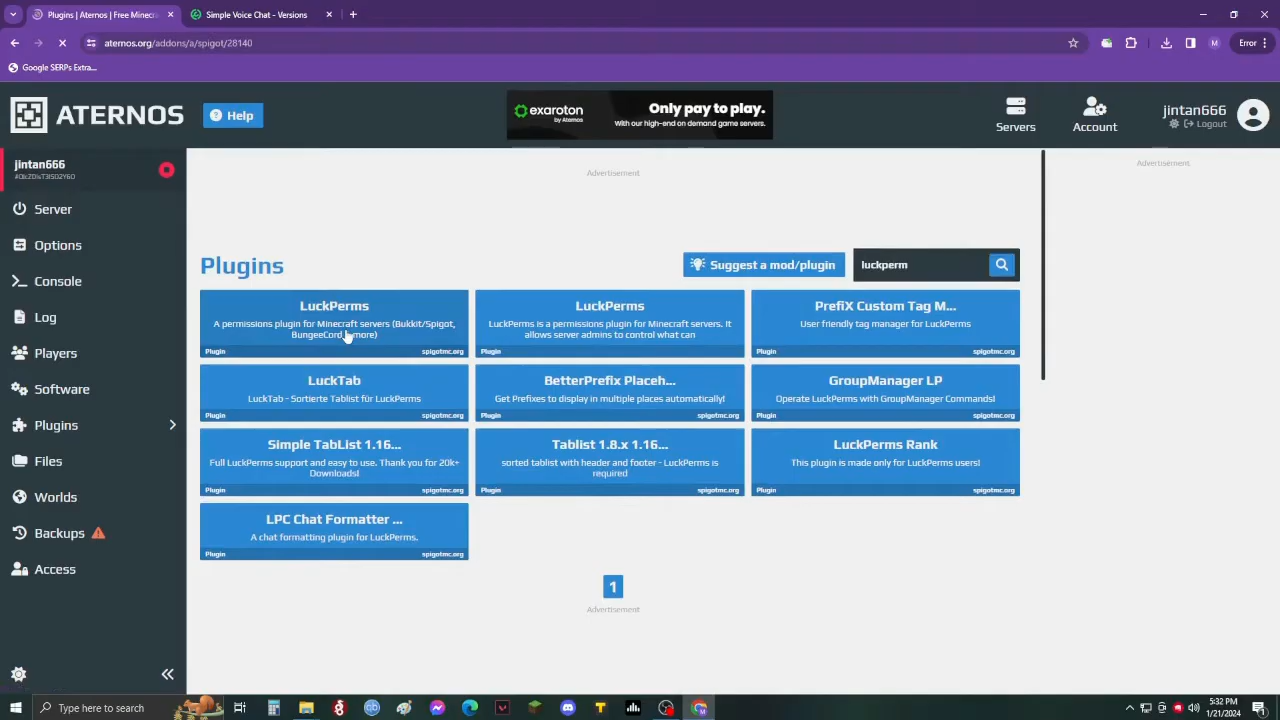 Plugins | Aternos | Free Minecr
Simple Voice Chat - Versions
aternos.org/addons/a/spigot/28140
M
Error
Google SERPs Extra...
ATERNOS
Help
exaroton
by Aternos
Only pay to play.
With our high-end on demand game servers.
Servers
Account
jintan666
Logout
jintan666
Server
Options
Console
Log
Players
Software
Plugins
Files
Worlds
Backups
Access
Advertisement
Advertisement
Plugins
Suggest a mod/plugin
luckperm
LuckPerms
A permissions plugin for Minecraft servers (Bukkit/Spigot,
BungeeCord, more)
Plugin
spigotmc.org
LuckPerms
LuckPerms is a permissions plugin for Minecraft servers. It
allows server admins to control what can
Plugin
PrefiX Custom Tag M...
User friendly tag manager for LuckPerms
Plugin
spigotmc.org
LuckTab
LuckTab - Sortierte Tablist für LuckPerms
Plugin
spigotmc.org
BetterPrefix Placeh...
Get Prefixes to display in multiple places automatically!
Plugin
spigotmc.org
GroupManager LP
Operate LuckPerms with GroupManager Commands!
Plugin
spigotmc.org
Simple TabList 1.16...
Full LuckPerms support and easy to use. Thank you for 20k+
Downloads!
Plugin
spigotmc.org
Tablist 1.8.x 1.16...
sorted tablist with header and footer - LuckPerms is
required
Plugin
spigotmc.org
LuckPerms Rank
This plugin is made only for LuckPerms users!
Plugin
spigotmc.org
LPC Chat Formatter ...
A chat formatting plugin for LuckPerms.
Plugin
spigotmc.org
1
Advertisement
Type here to search
5:32 PM
1/21/2024